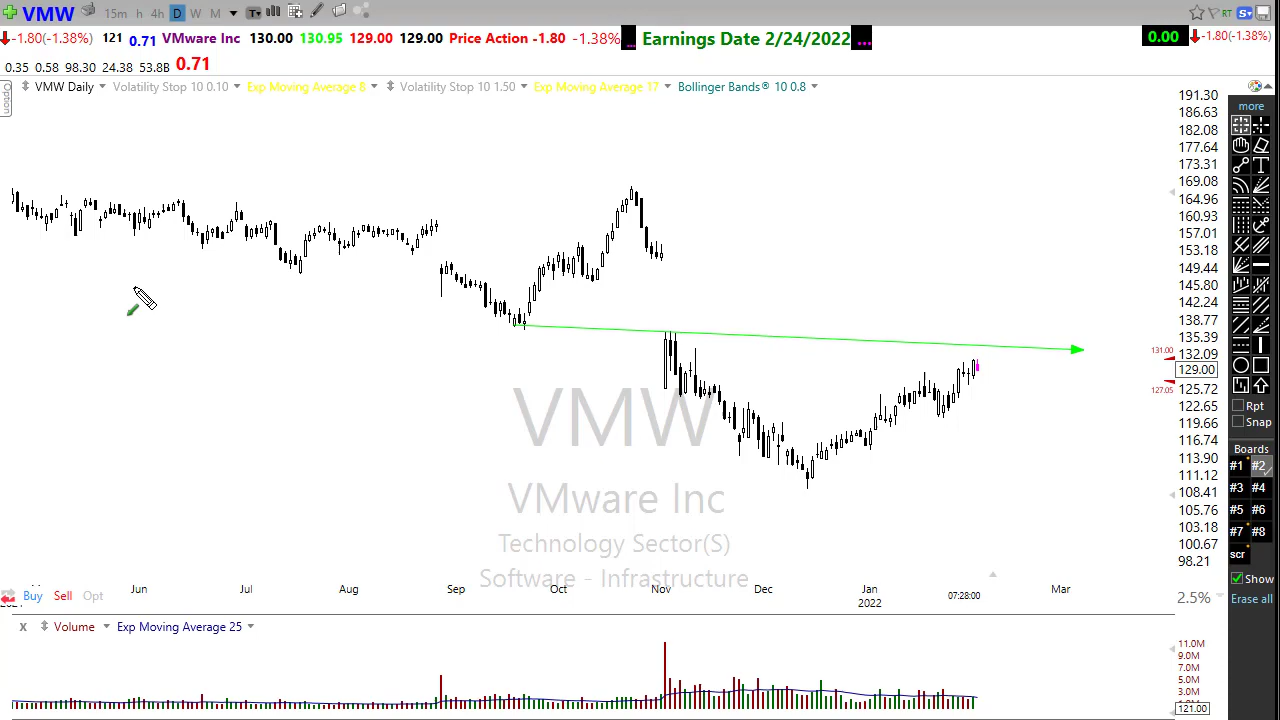 VMW 15m h 4h D W M T
-1.80(-1.38%) 121 0.71 VMware Inc 130.00 130.95 129.00 129.00 Price Action -1.80 -1.38% ... Earnings Date 2/24/2022 ... 0.00 -1.80(-1.38%)
RT S
0.35 0.58 98.30 24.38 53.8B 0.71
Option
VMW Daily Volatility Stop 10 0.10 Exp Moving Average 8 Volatility Stop 10 1.50 Exp Moving Average 17 Bollinger Bands® 10 0.8
191.30
186.63
182.08
177.64
173.31
169.08
164.96
160.93
157.01
153.18
149.44
145.80
142.24
138.77
135.39
132.09
131.00
129.00
127.05
125.72
122.65
119.66
116.74
113.90
111.12
108.41
105.76
103.18
100.67
98.21
more
Rpt
Snap
Boards
#1 #2
#3 #4
#5 #6
#7 #8
scr
Show
Erase all
VMW
VMware Inc
Technology Sector(S)
Software - Infrastructure
Jun Jul Aug Sep Oct Nov Dec Jan Mar
2022 07:28:00
Buy Sell Opt 2.5%
X Volume Exp Moving Average 25
11.0M
9.0M
7.0M
5.0M
3.0M
121.00